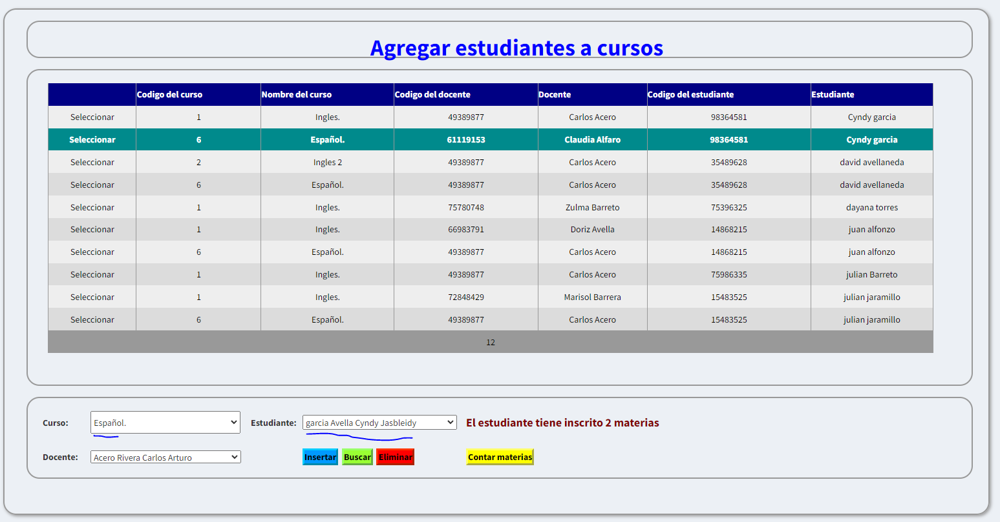 Agregar estudiantes a cursos
Codigo del curso Nombre del curso Codigo del docente Docente Codigo del estudiante Estudiante
Seleccionar 1 Ingles. 49389877 Carlos Acero 98364581 Cyndy garcia
Seleccionar 6 Español. 61119153 Claudia Alfaro 98364581 Cyndy garcia
Seleccionar 2 Ingles 2 49389877 Carlos Acero 35489628 david avellaneda
Seleccionar 6 Español. 49389877 Carlos Acero 35489628 david avellaneda
Seleccionar 1 Ingles. 75780748 Zulma Barreto 75396325 dayana torres
Seleccionar 1 Ingles. 66983791 Doriz Avella 14868215 juan alfonzo
Seleccionar 6 Español. 49389877 Carlos Acero 14868215 juan alfonzo
Seleccionar 1 Ingles. 49389877 Carlos Acero 75986335 julian Barreto
Seleccionar 1 Ingles. 72848429 Marisol Barrera 15483525 julian jaramillo
Seleccionar 6 Español. 49389877 Carlos Acero 15483525 julian jaramillo
12
Curso: Español. Estudiante: garcia Avella Cyndy Jasbleidy El estudiante tiene inscrito 2 materias
Docente: Acero Rivera Carlos Arturo Insertar Buscar Eliminar Contar materias